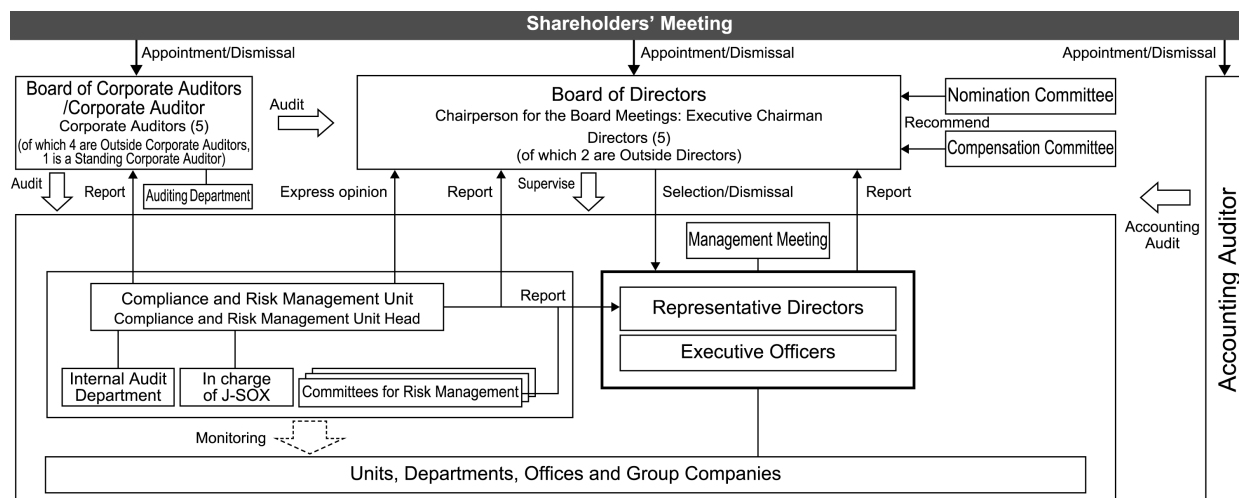 Shareholders’ Meeting
Appointment/Dismissal
Appointment/Dismissal
Appointment/Dismissal
Board of Corporate Auditors
/Corporate Auditor
Corporate Auditors (5)
(of which 4 are Outside Corporate Auditors,
1 is a Standing Corporate Auditor)
Audit
Board of Directors
Chairperson for the Board Meetings: Executive Chairman
Directors (5)
(of which 2 are Outside Directors)
Nomination Committee
Recommend
Compensation Committee
Audit
Report
Auditing Department
Express opinion
Report
Supervise
Selection/Dismissal
Report
Accounting
Audit
Accounting Auditor
Management Meeting
Compliance and Risk Management Unit
Compliance and Risk Management Unit Head
Report
Representative Directors
Executive Officers
Internal Audit
Department
In charge
of J-SOX
Committees for Risk Management
Monitoring
Units, Departments, Offices and Group Companies